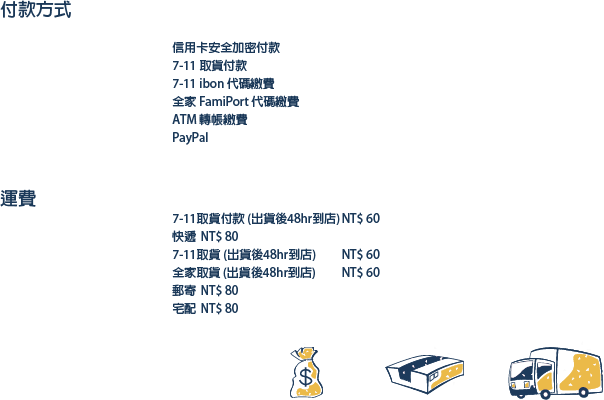 付款方式
信用卡安全加密付款
7-11 取貨付款
7-11 ibon 代碼繳費
全家 FamiPort 代碼繳費
ATM 轉帳繳費
PayPal
運費
7-11取貨付款 (出貨後48hr到店) NT$ 60
快遞 NT$ 80
7-11取貨 (出貨後48hr到店) NT$ 60
全家取貨 (出貨後48hr到店) NT$ 60
郵寄 NT$ 80
宅配 NT$ 80
$